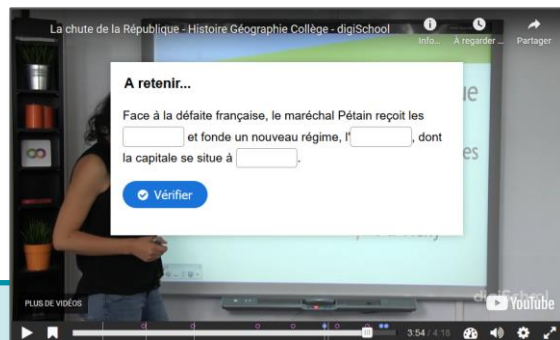 La chute de la République - Histoire Géographie Collège - digiSchool
Info... À regarder ... Partager
A retenir...
Face à la défaite française, le maréchal Pétain reçoit les
et fonde un nouveau régime, l' , dont
la capitale se situe à .
Vérifier
ue
es
PLUS DE VIDÉOS
YouTube
3:54 / 4:18